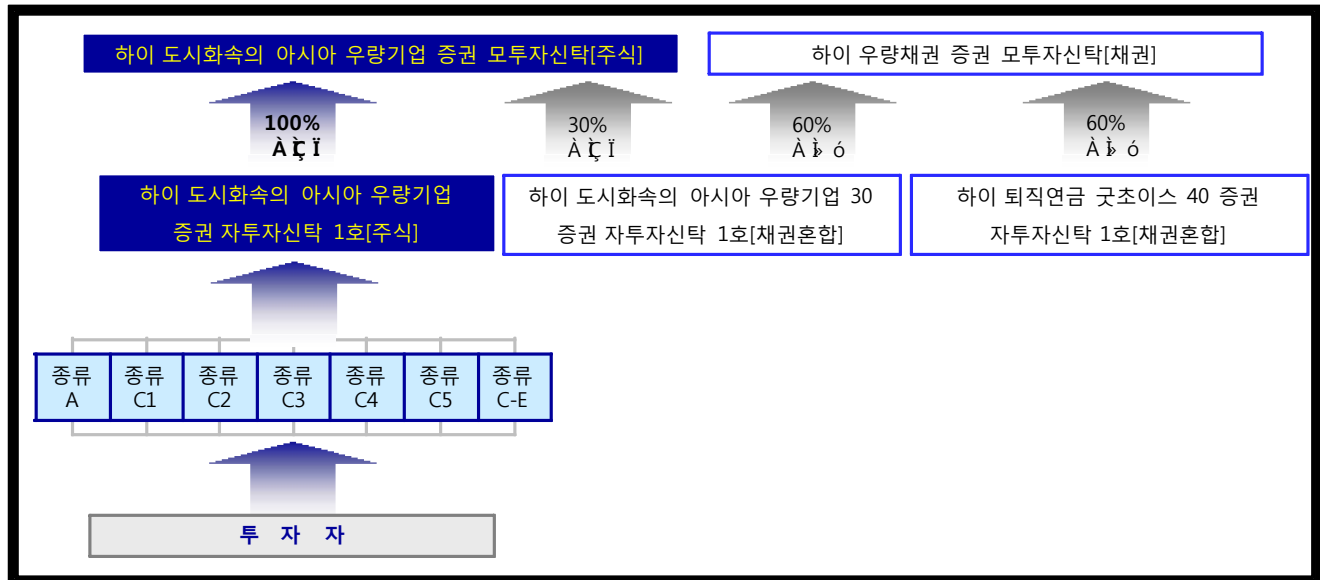 하이 도시화속의 아시아 우량기업 증권 모투자신탁[주식]
하이 우량채권 증권 모투자신탁[채권]
100%
30%
60%
60%
하이 도시화속의 아시아 우량기업
증권 자투자신탁 1호[주식]
하이 도시화속의 아시아 우량기업 30
증권 자투자신탁 1호[채권혼합]
하이 퇴직연금 굿초이스 40 증권
자투자신탁 1호[채권혼합]
종류
A
종류
C1
종류
C2
종류
C3
종류
C4
종류
C5
종류
C-E
투 자 자